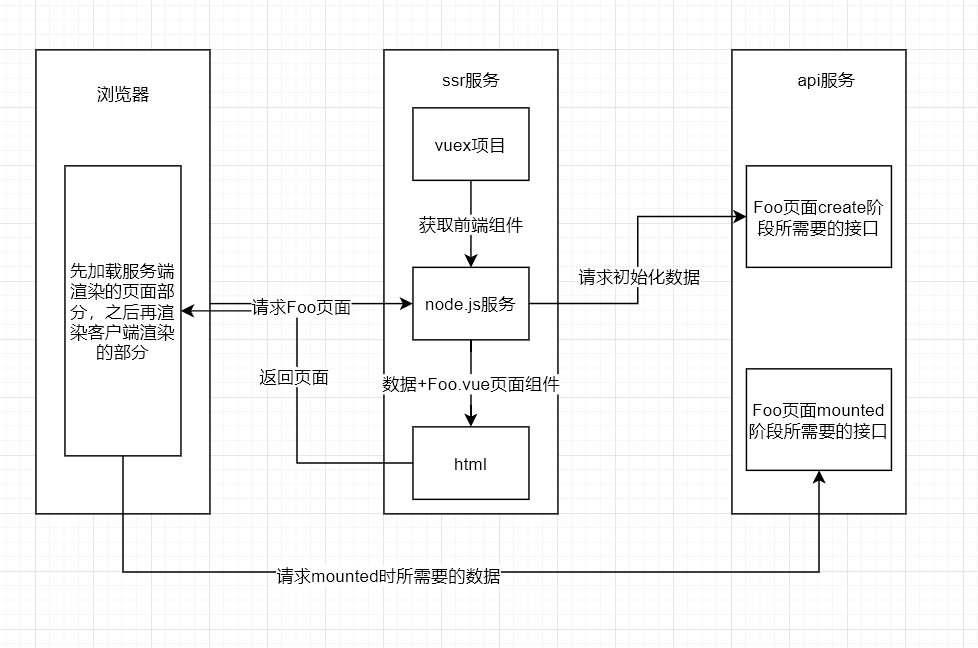 浏览器
先加载服务端
渲染的页面部
分，之后再渲
染客户端渲染
的部分
ssr服务
vuex项目
获取前端组件
node.js服务
数据+Foo.vue页面组件
html
请求Foo页面
返回页面
请求初始化数据
api服务
Foo页面create阶
段所需要的接口
Foo页面mounted
阶段所需要的接口
请求mounted时所需要的数据